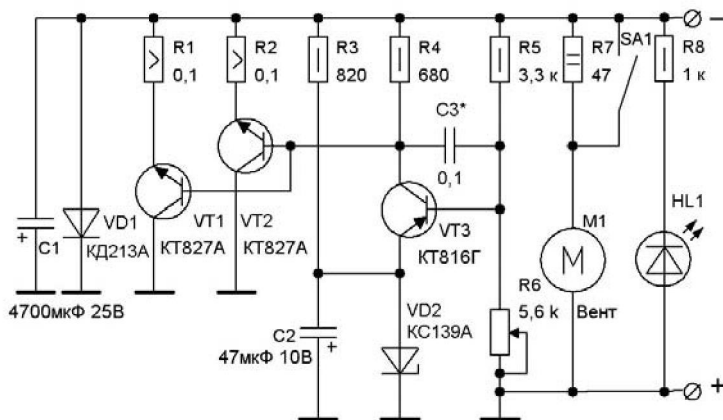 R1
0,1
R2
0,1
R3
820
R4
680
R5
3,3 к
R7
47
SA1
R8
1 к
–
C3*
0,1
HL1
+ C1
4700мкФ 25В
VD1
КД213А
VT1
КТ827А
VT2
КТ827А
VT3
КТ816Г
M1
M
Вент
R6
5,6 k
C2
47мкФ 10В
+
VD2
КС139А
+